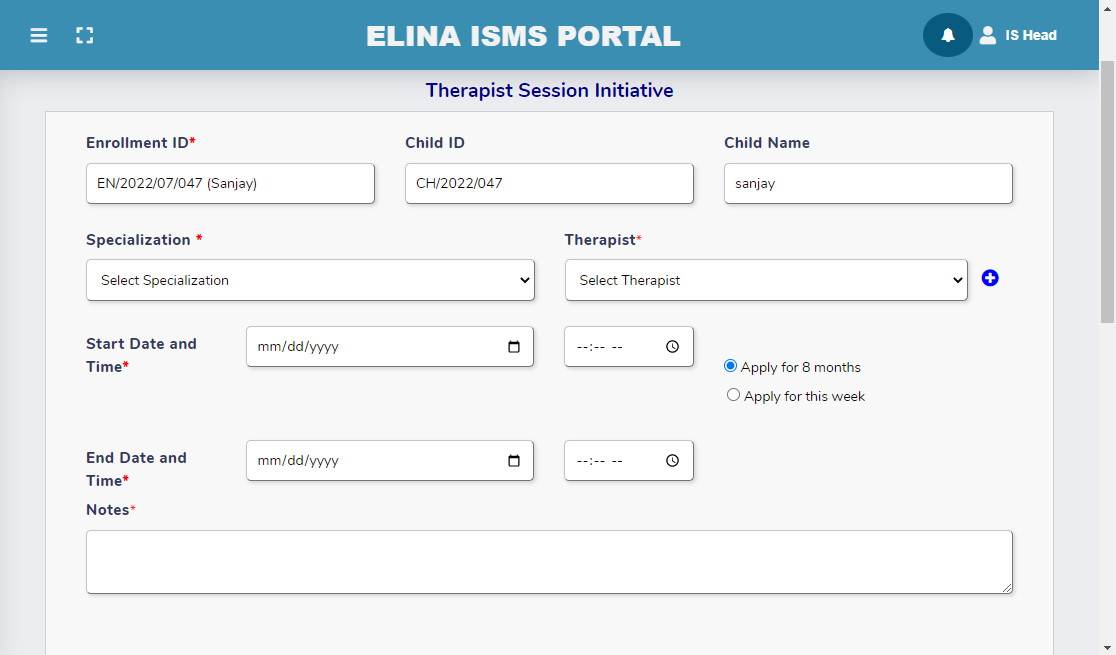 ELINA ISMS PORTAL
IS Head
Therapist Session Initiative
Enrollment ID* Child ID Child Name
EN/2022/07/047 (Sanjay) CH/2022/047 sanjay
Specialization * Therapist*
Select Specialization Select Therapist
Start Date and
Time*
mm/dd/yyyy --:-- --
Apply for 8 months
Apply for this week
End Date and
Time*
mm/dd/yyyy --:-- --
Notes*